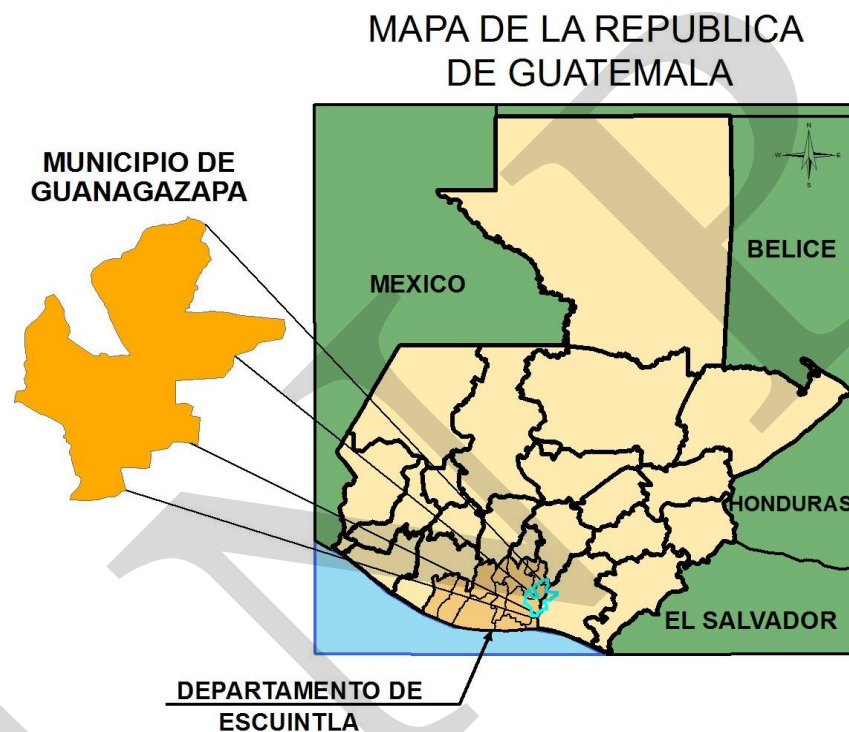 MAPA DE LA REPUBLICA
DE GUATEMALA
MUNICIPIO DE
GUANAGAZAPA
N
W
E
S
BELICE
MEXICO
HONDURAS
EL SALVADOR
DEPARTAMENTO DE
ESCUINTLA